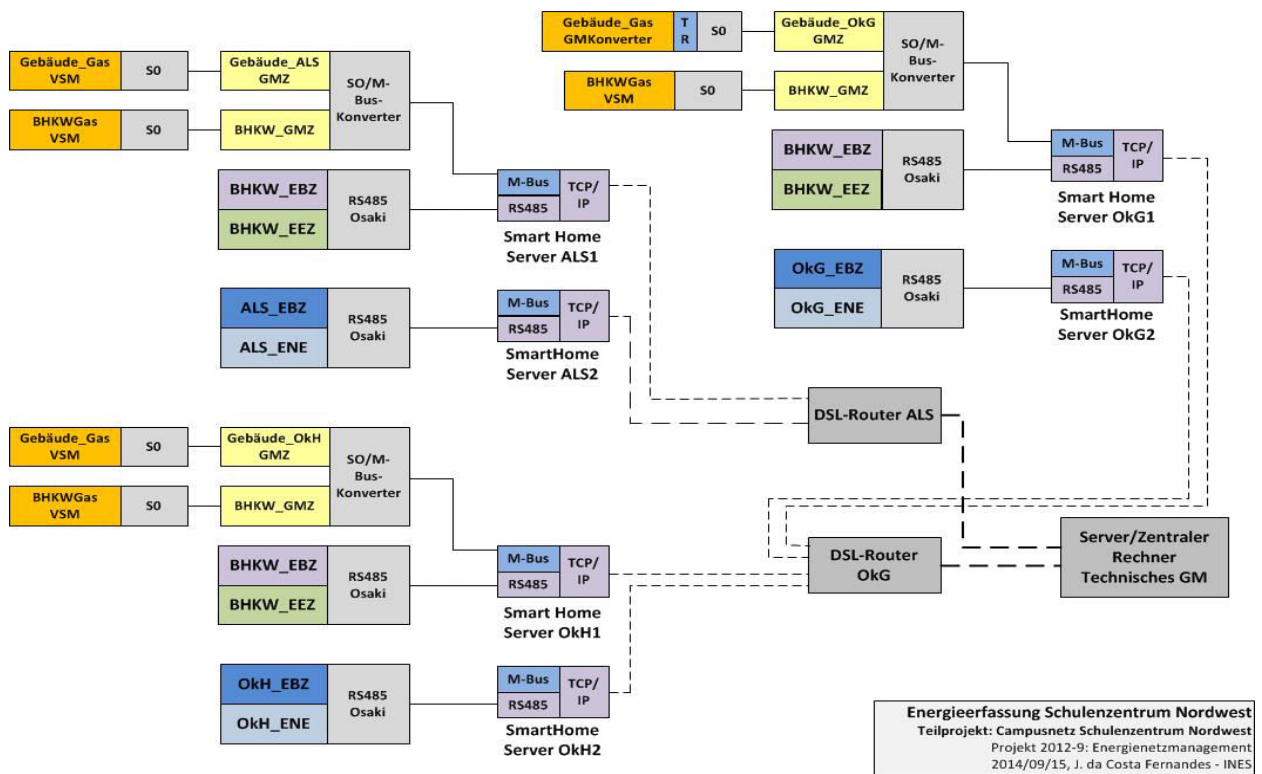 Gebäude_Gas
VSM
S0
Gebäude_ALS
GMZ
SO/M-
Bus-
Konverter
BHKWGas
VSM
S0
BHKW_GMZ
BHKW_EBZ
BHKW_EEZ
RS485
Osaki
M-Bus
RS485
TCP/
IP
Smart Home
Server ALS1
ALS_EBZ
ALS_ENE
RS485
Osaki
M-Bus
RS485
TCP/
IP
SmartHome
Server ALS2
Gebäude_Gas
GMKonverter
T
R
S0
Gebäude_OkG
GMZ
SO/M-
Bus-
Konverter
BHKWGas
VSM
S0
BHKW_GMZ
BHKW_EBZ
BHKW_EEZ
RS485
Osaki
M-Bus
RS485
TCP/
IP
Smart Home
Server OkG1
OkG_EBZ
OkG_ENE
RS485
Osaki
M-Bus
RS485
TCP/
IP
SmartHome
Server OkG2
Gebäude_Gas
VSM
S0
Gebäude_OkH
GMZ
SO/M-
Bus-
Konverter
BHKWGas
VSM
S0
BHKW_GMZ
BHKW_EBZ
BHKW_EEZ
RS485
Osaki
M-Bus
RS485
TCP/
IP
Smart Home
Server OkH1
OkH_EBZ
OkH_ENE
RS485
Osaki
M-Bus
RS485
TCP/
IP
SmartHome
Server OkH2
DSL-Router ALS
DSL-Router
OkG
Server/Zentraler
Rechner
Technisches GM
Energieerfassung Schulenzentrum Nordwest
Teilprojekt: Campusnetz Schulenzentrum Nordwest
Projekt 2012-9: Energienetzmanagement
2014/09/15, J. da Costa Fernandes - INES